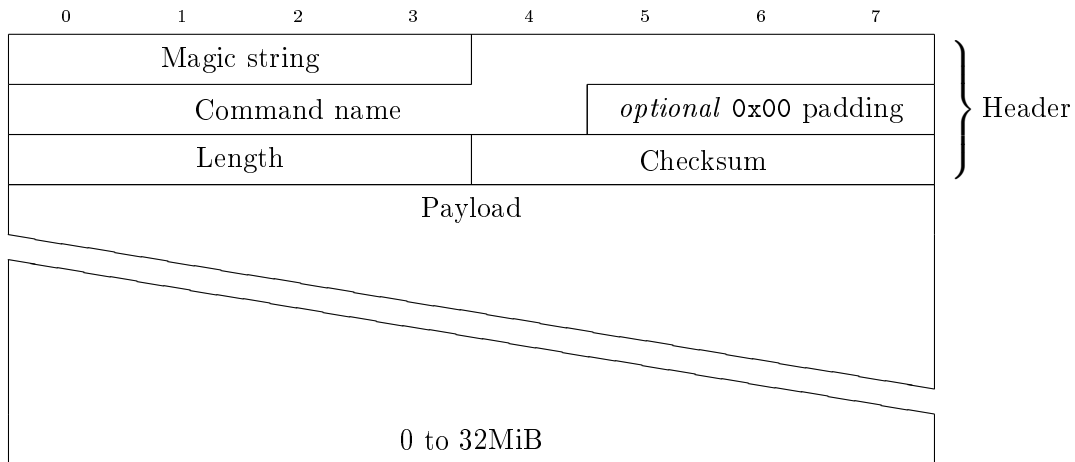 0 1 2 3 4 5 6 7
Magic string
Command name
optional 0x00 padding
Header
Length
Checksum
Payload
0 to 32MiB